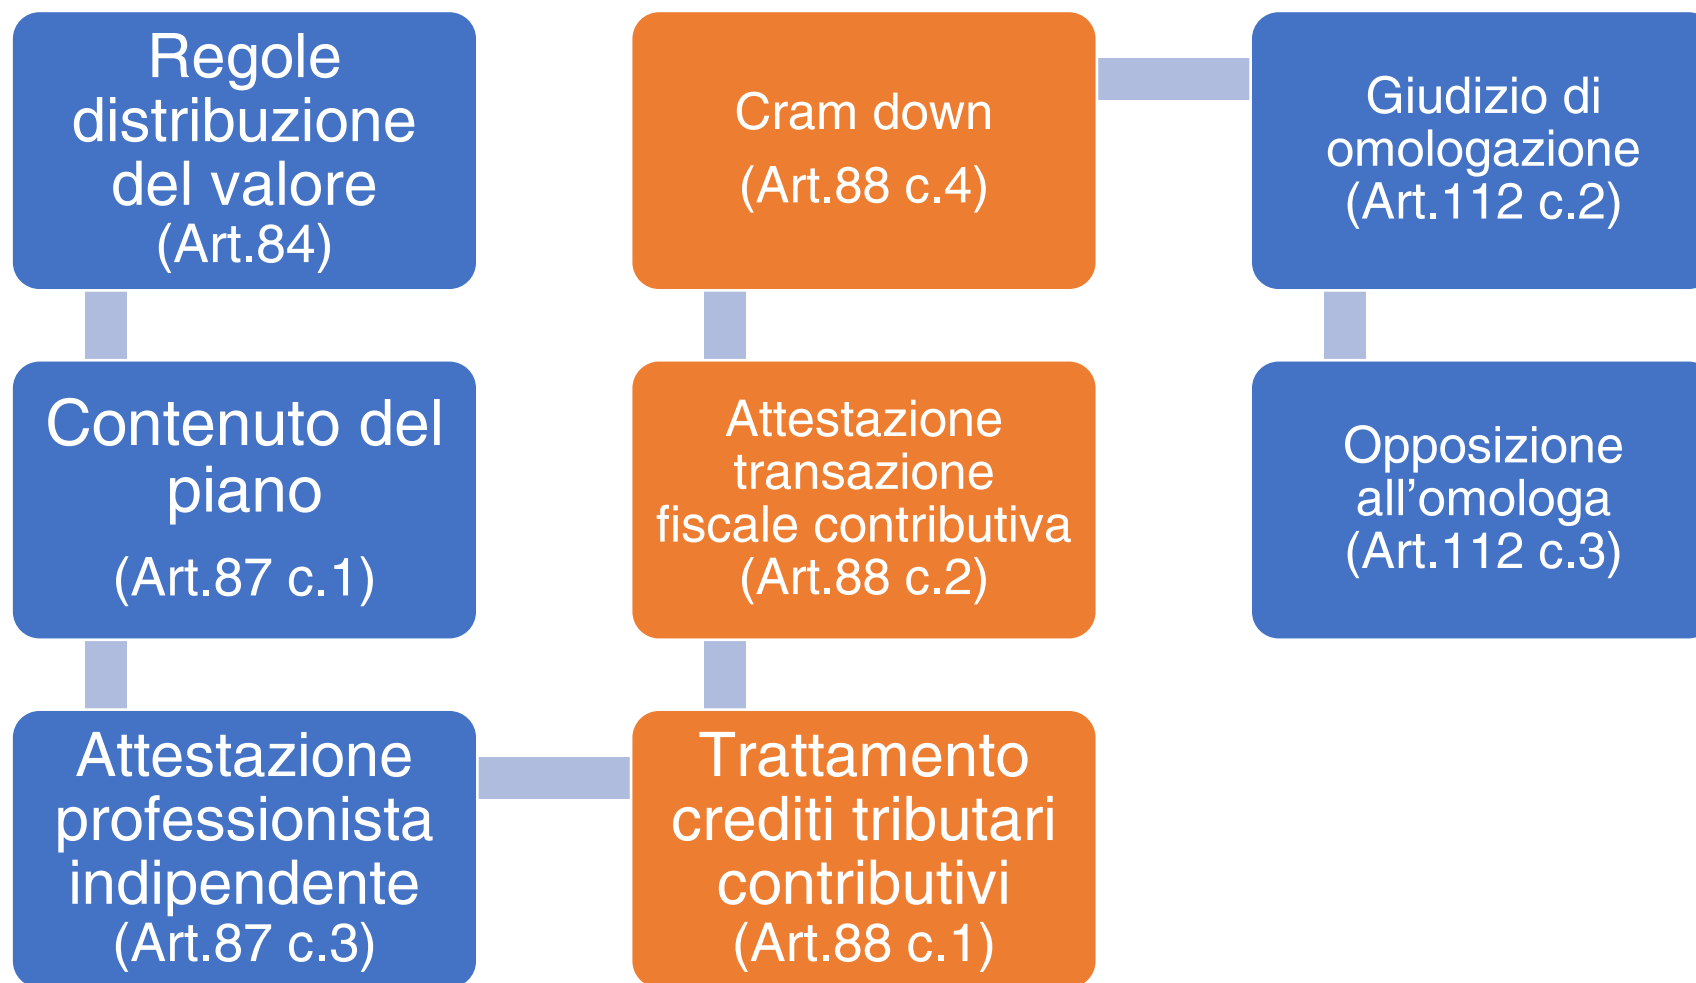 Regole
distribuzione
del valore
(Art.84)
Contenuto del
piano
(Art.87 c.1)
Attestazione
professionista
indipendente
(Art.87 c.3)
Trattamento
crediti tributari
contributivi
(Art.88 c.1)
Attestazione
transazione
fiscale contributiva
(Art.88 c.2)
Cram down
(Art.88 c.4)
Giudizio di
omologazione
(Art.112 c.2)
Opposizione
all’omologa
(Art.112 c.3)